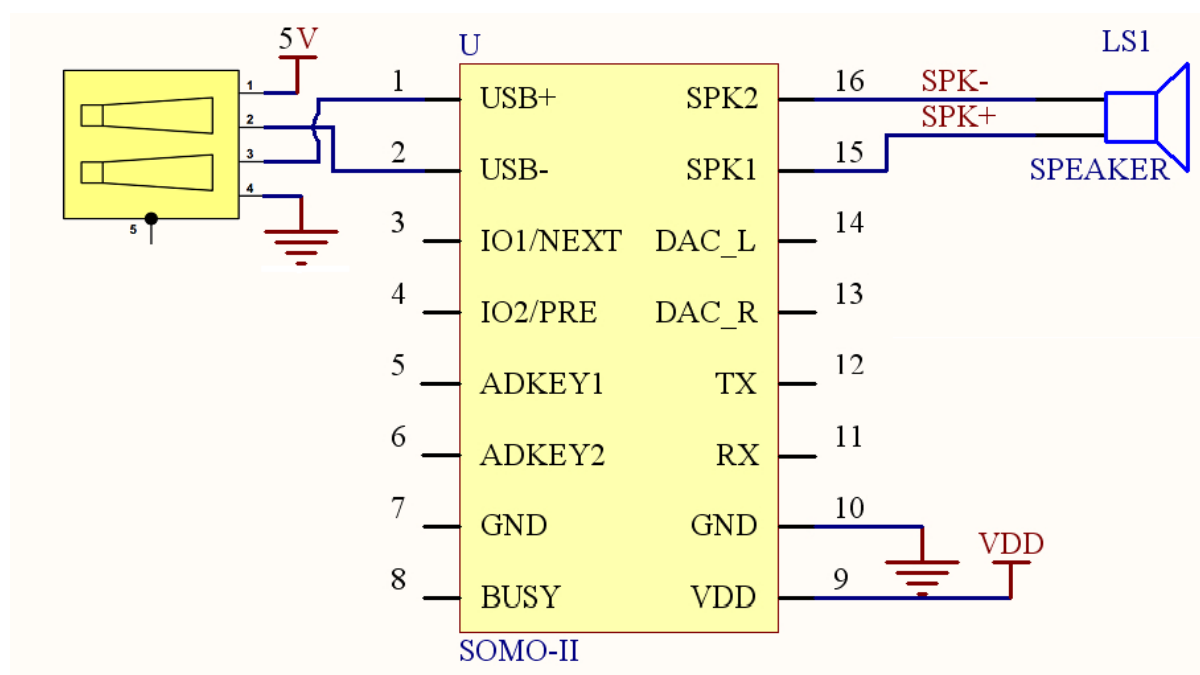 5V
1
2
3
4
5
U
1 USB+ SPK2 16 SPK-
SPK+
2 USB- SPK1 15
LS1
SPEAKER
3 IO1/NEXT DAC_L 14
4 IO2/PRE DAC_R 13
5 ADKEY1 TX 12
6 ADKEY2 RX 11
7 GND GND 10
VDD
8 BUSY VDD 9
SOMO-II